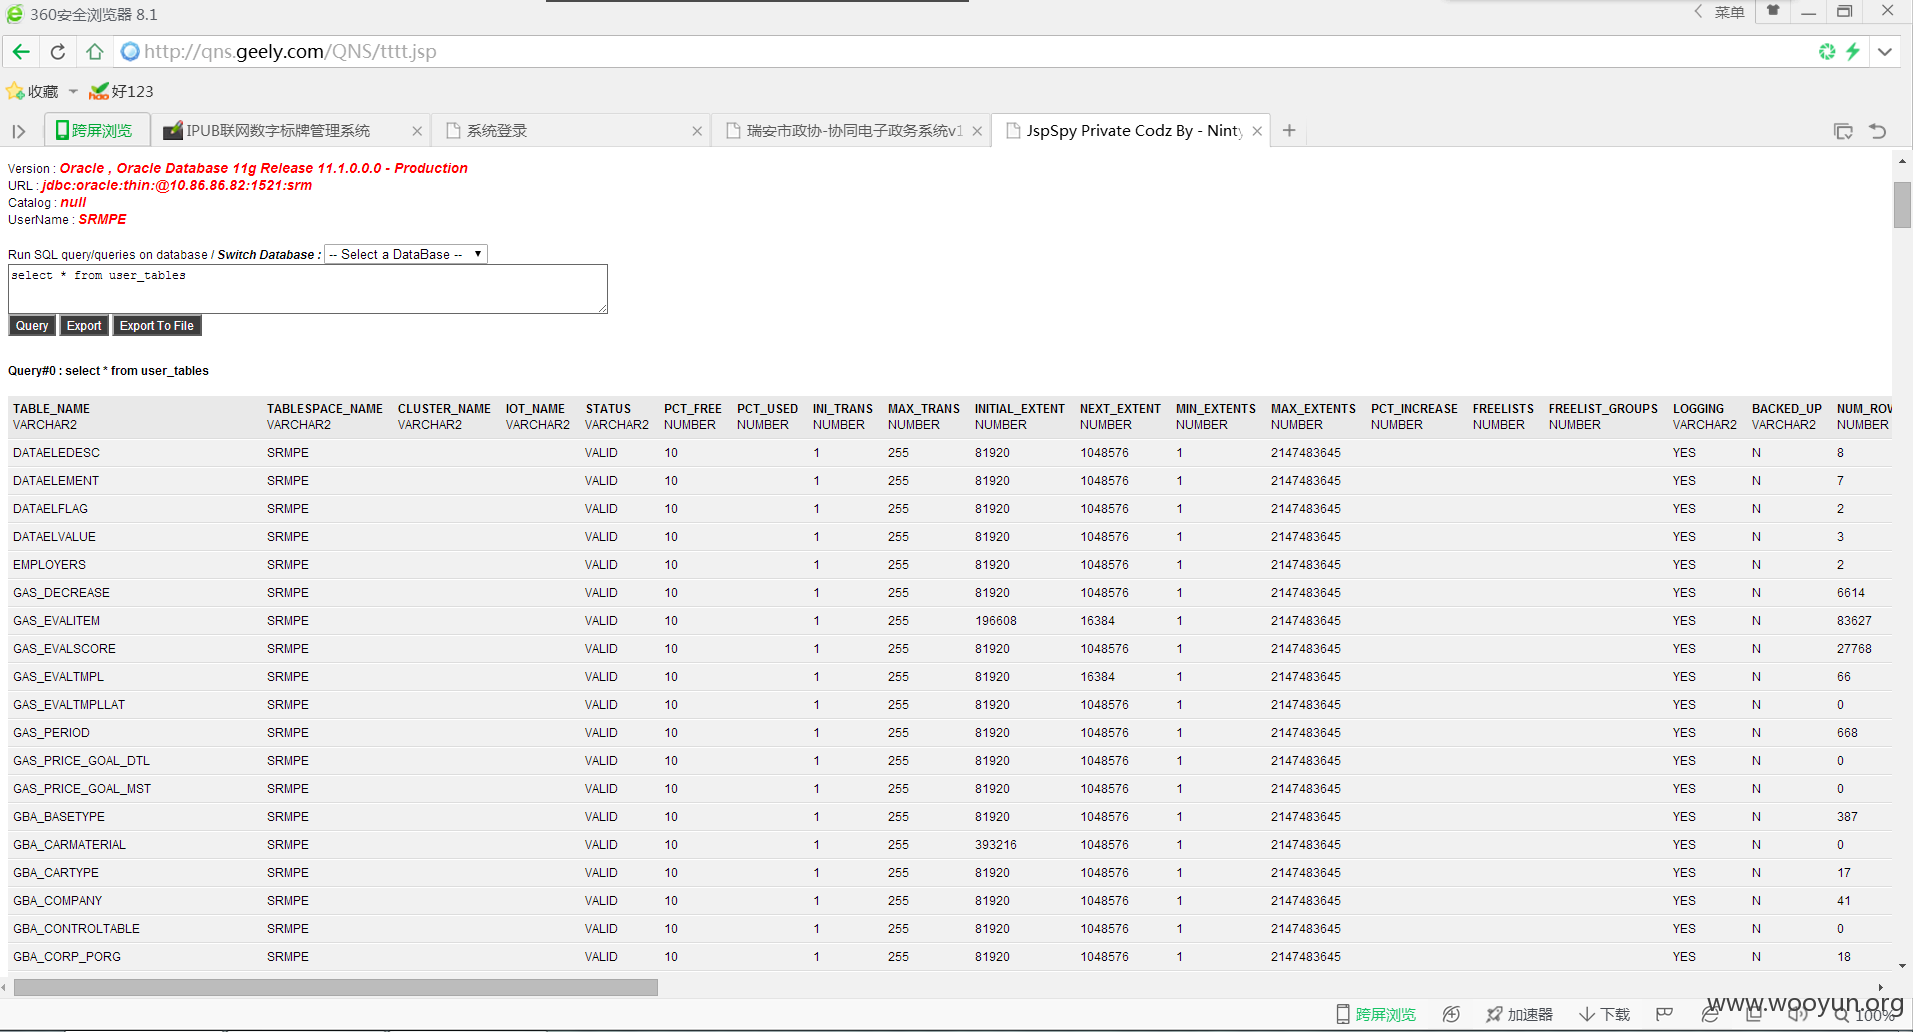 360安全浏览器 8.1
菜单
http://qns.geely.com/QNS/tttt.jsp
收藏 好123
跨屏浏览 IPUB联网数字标牌管理系统 系统登录 瑞安市政协-协同电子政务系统v1 JspSpy Private Codz By - Ninty
Version : Oracle , Oracle Database 11g Release 11.1.0.0.0 - Production
URL : jdbc:oracle:thin:@10.86.86.82:1521:srm
Catalog : null
UserName : SRMPE
Run SQL query/queries on database / Switch Database : -- Select a DataBase --
select * from user_tables
Query Export Export To File
Query#0 : select * from user_tables
TABLE_NAME TABLESPACE_NAME CLUSTER_NAME IOT_NAME STATUS PCT_FREE PCT_USED INI_TRANS MAX_TRANS INITIAL_EXTENT NEXT_EXTENT MIN_EXTENTS MAX_EXTENTS PCT_INCREASE FREELISTS FREELIST_GROUPS LOGGING BACKED_UP NUM_ROW
VARCHAR2 VARCHAR2 VARCHAR2 VARCHAR2 VARCHAR2 NUMBER NUMBER NUMBER NUMBER NUMBER NUMBER NUMBER NUMBER NUMBER NUMBER NUMBER VARCHAR2 VARCHAR2 NUMBER
DATAELEDESC SRMPE VALID 10 1 255 81920 1048576 1 2147483645 YES N 8
DATAELEMENT SRMPE VALID 10 1 255 81920 1048576 1 2147483645 YES N 7
DATAELFLAG SRMPE VALID 10 1 255 81920 1048576 1 2147483645 YES N 2
DATAELVALUE SRMPE VALID 10 1 255 81920 1048576 1 2147483645 YES N 3
EMPLOYERS SRMPE VALID 10 1 255 81920 1048576 1 2147483645 YES N 2
GAS_DECREASE SRMPE VALID 10 1 255 81920 1048576 1 2147483645 YES N 6614
GAS_EVALITEM SRMPE VALID 10 1 255 196608 16384 1 2147483645 YES N 83627
GAS_EVALSCORE SRMPE VALID 10 1 255 81920 1048576 1 2147483645 YES N 27768
GAS_EVALTMPL SRMPE VALID 10 1 255 81920 16384 1 2147483645 YES N 66
GAS_EVALTMPLLAT SRMPE VALID 10 1 255 81920 1048576 1 2147483645 YES N 0
GAS_PERIOD SRMPE VALID 10 1 255 81920 1048576 1 2147483645 YES N 668
GAS_PRICE_GOAL_DTL SRMPE VALID 10 1 255 81920 1048576 1 2147483645 YES N 0
GAS_PRICE_GOAL_MST SRMPE VALID 10 1 255 81920 1048576 1 2147483645 YES N 0
GBA_BASETYPE SRMPE VALID 10 1 255 81920 1048576 1 2147483645 YES N 387
GBA_CARMATERIAL SRMPE VALID 10 1 255 393216 1048576 1 2147483645 YES N 0
GBA_CARTYPE SRMPE VALID 10 1 255 81920 1048576 1 2147483645 YES N 17
GBA_COMPANY SRMPE VALID 10 1 255 81920 1048576 1 2147483645 YES N 41
GBA_CONTROLTABLE SRMPE VALID 10 1 255 81920 1048576 1 2147483645 YES N 0
GBA_CORP_PORG SRMPE VALID 10 1 255 81920 1048576 1 2147483645 YES N 18
www.wooyun.org
跨屏浏览 加速器 下载 100%